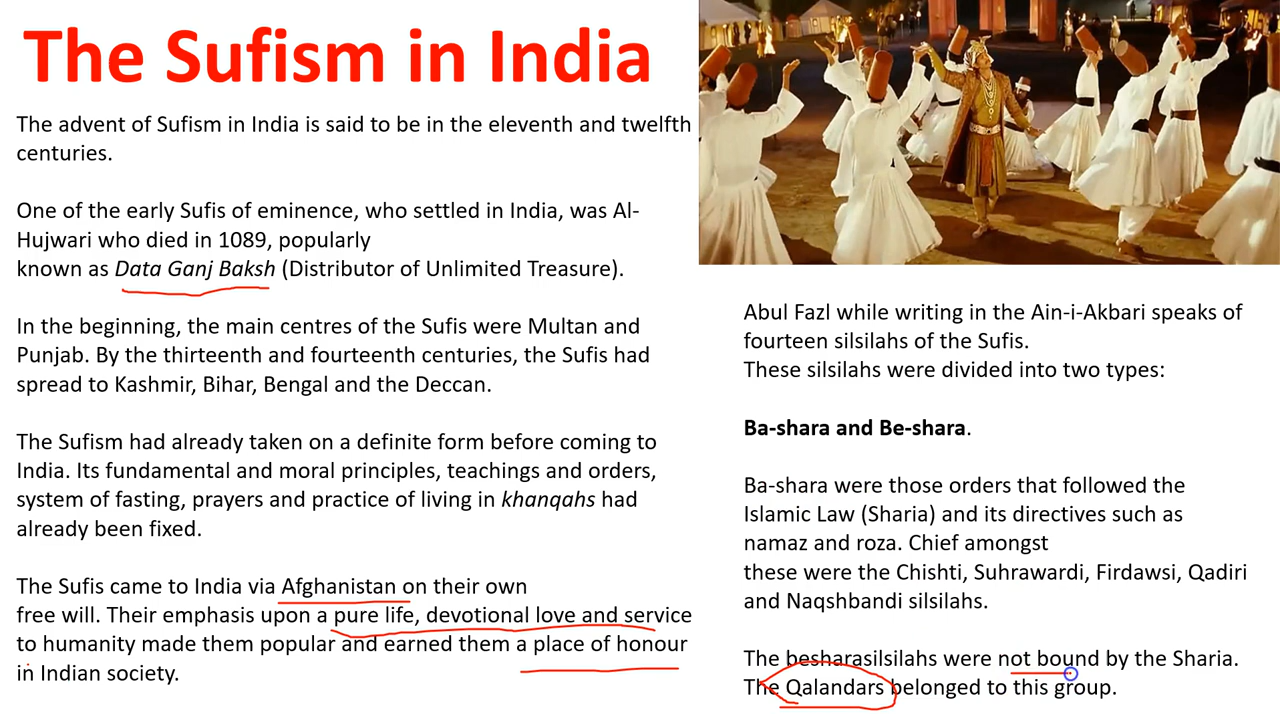 The Sufism in India
The advent of Sufism in India is said to be in the eleventh and twelfth
centuries.
One of the early Sufis of eminence, who settled in India, was Al-
Hujwari who died in 1089, popularly
known as Data Ganj Baksh (Distributor of Unlimited Treasure).
In the beginning, the main centres of the Sufis were Multan and
Punjab. By the thirteenth and fourteenth centuries, the Sufis had
spread to Kashmir, Bihar, Bengal and the Deccan.
The Sufism had already taken on a definite form before coming to
India. Its fundamental and moral principles, teachings and orders,
system of fasting, prayers and practice of living in khanqahs had
already been fixed.
The Sufis came to India via Afghanistan on their own
free will. Their emphasis upon a pure life, devotional love and service
to humanity made them popular and earned them a place of honour
in Indian society.
Abul Fazl while writing in the Ain-i-Akbari speaks of
fourteen silsilahs of the Sufis.
These silsilahs were divided into two types:
Ba-shara and Be-shara.
Ba-shara were those orders that followed the
Islamic Law (Sharia) and its directives such as
namaz and roza. Chief amongst
these were the Chishti, Suhrawardi, Firdawsi, Qadiri
and Naqshbandi silsilahs.
The besharasilsilahs were not bound by the Sharia.
The Qalandars belonged to this group.